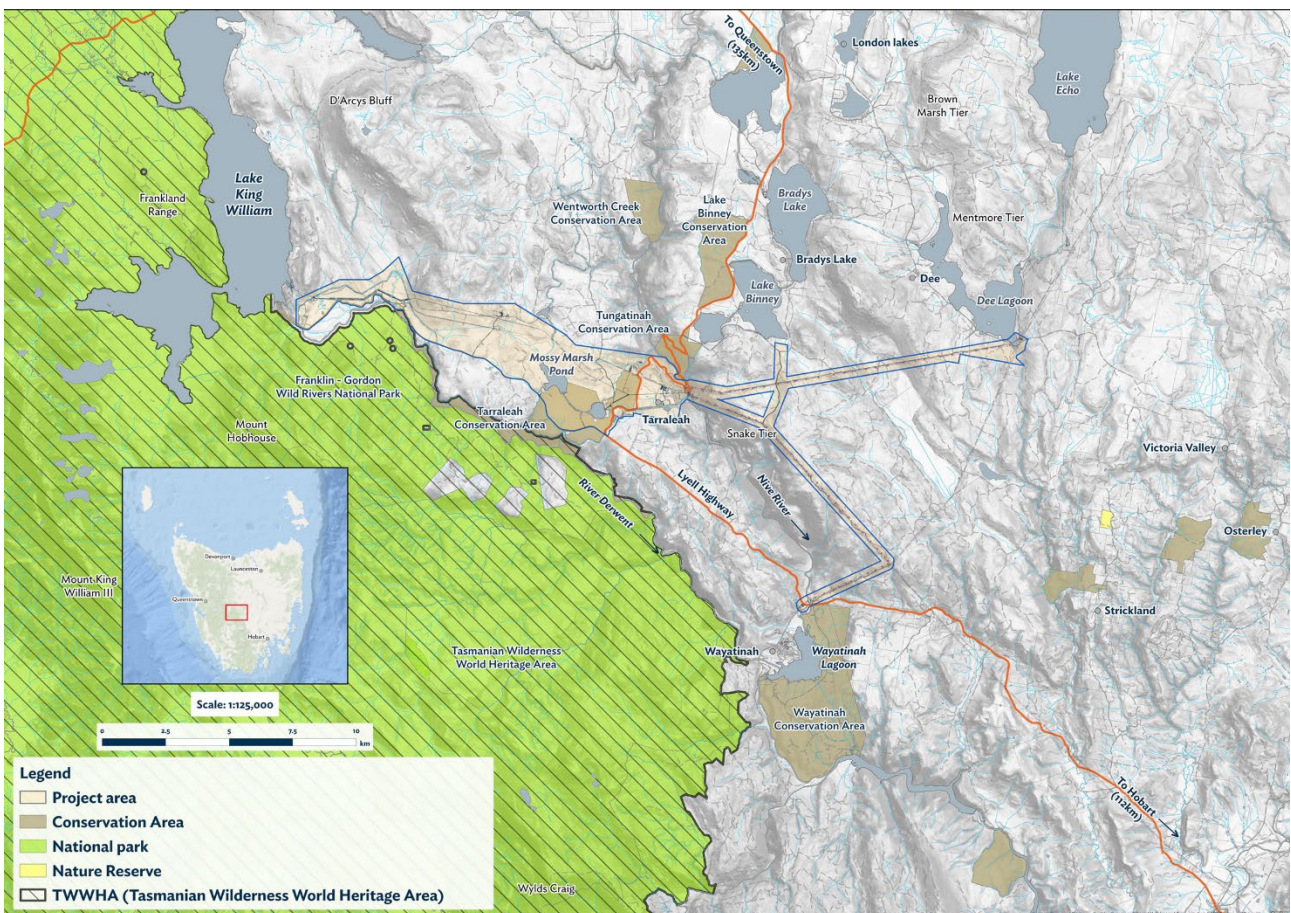 To Queenstown
(135km)
London lakes
Lake
Echo
D'Arcys Bluff
Brown
Marsh Tier
Frankland
Range
Lake
King
William
Wentworth Creek
Conservation Area
Lake
Binney
Conservation
Area
Bradys
Lake
Mentmore Tier
Bradys Lake
Dee
Lake
Binney
Dee Lagoon
Tungatinah
Conservation Area
Mossy Marsh
Pond
Franklin - Gordon
Wild Rivers National Park
Tarraleah
Conservation Area
Tarraleah
Snake Tier
Mount
Hobhouse
Victoria Valley
Lyell Highway
Nive River
River Derwent
Osterley
Mount King
William III
Devonport
Launceston
Queenstown
Hobart
Strickland
Tasmanian Wilderness
World Heritage Area
Wayatinah
Wayatinah
Lagoon
Wayatinah
Conservation Area
Scale: 1:125,000
0 2.5 5 7.5 10
km
To Hobart
(112km)
Legend
Project area
Conservation Area
National park
Nature Reserve
TWWHA (Tasmanian Wilderness World Heritage Area)
Wylds Craig